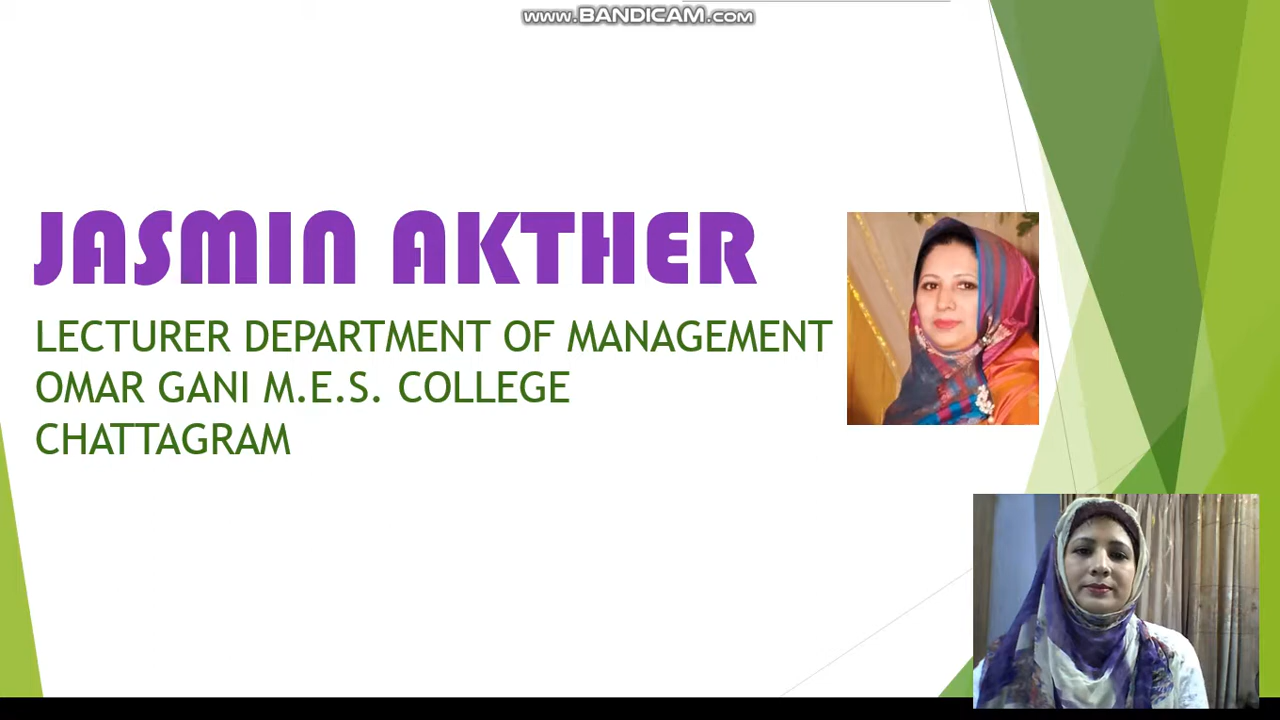 www.BANDICAM.com
JASMIN AKTHER
LECTURER DEPARTMENT OF MANAGEMENT
OMAR GANI M.E.S. COLLEGE
CHATTAGRAM